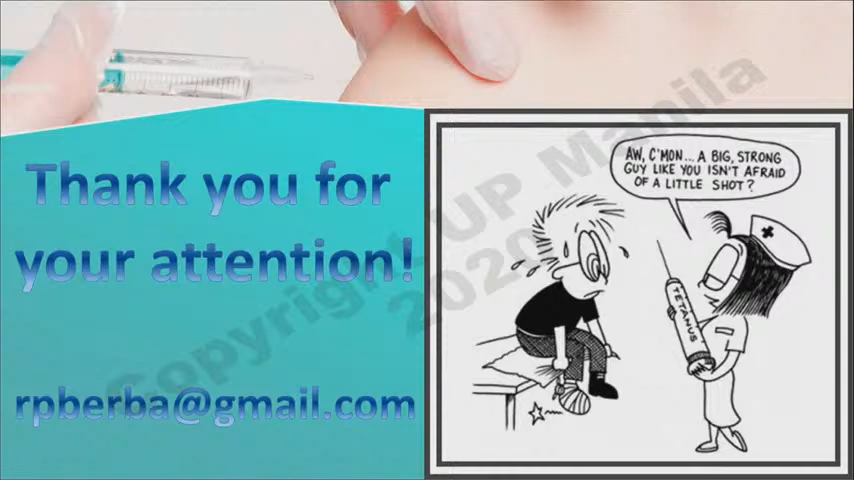 Thank you for
your attention!
rpberba@gmail.com
AW, C'MON... A BIG, STRONG
GUY LIKE YOU ISN'T AFRAID
OF A LITTLE SHOT?
TETANUS
Copyright UP Manila
2020